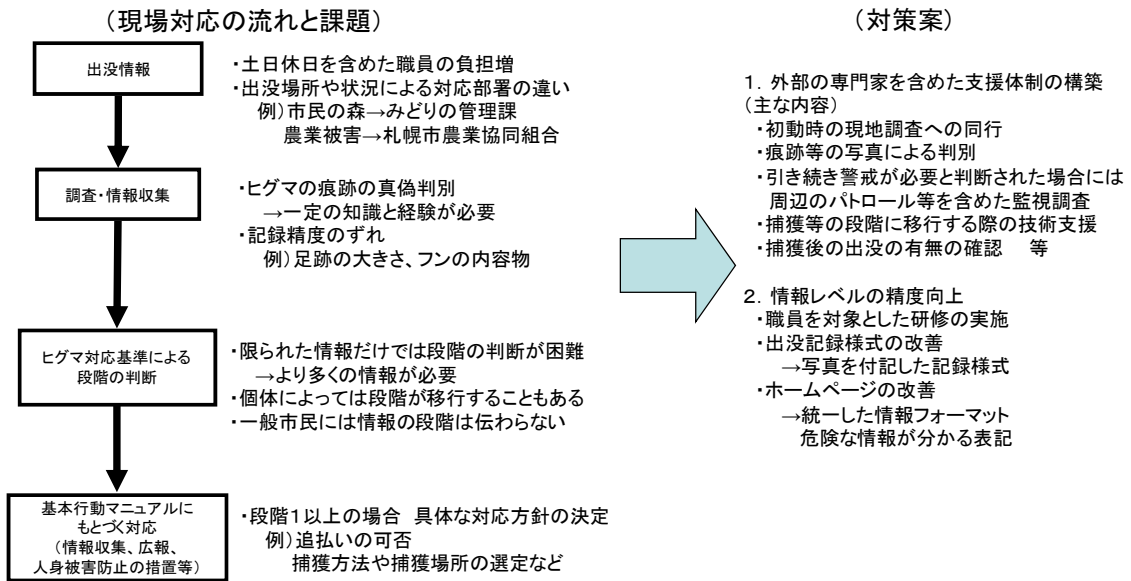 （現場対応の流れと課題）
出没情報
・土日休日を含めた職員の負担増
・出没場所や状況による対応部署の違い
例）市民の森→みどりの管理課
農業被害→札幌市農業協同組合
調査・情報収集
・ヒグマの痕跡の真偽判別
→一定の知識と経験が必要
・記録精度のずれ
例）足跡の大きさ、フンの内容物
ヒグマ対応基準による
段階の判断
・限られた情報だけでは段階の判断が困難
→より多くの情報が必要
・個体によっては段階が移行することもある
・一般市民には情報の段階は伝わらない
基本行動マニュアルに
もとづく対応
（情報収集、広報、
人身被害防止の措置等）
・段階１以上の場合 具体な対応方針の決定
例）追払いの可否
捕獲方法や捕獲場所の選定など
（対策案）
１．外部の専門家を含めた支援体制の構築
（主な内容）
・初動時の現地調査への同行
・痕跡等の写真による判別
・引き続き警戒が必要と判断された場合には
周辺のパトロール等を含めた監視調査
・捕獲等の段階に移行する際の技術支援
・捕獲後の出没の有無の確認　等
２．情報レベルの精度向上
・職員を対象とした研修の実施
・出没記録様式の改善
→写真を付記した記録様式
・ホームページの改善
→統一した情報フォーマット
危険な情報が分かる表記